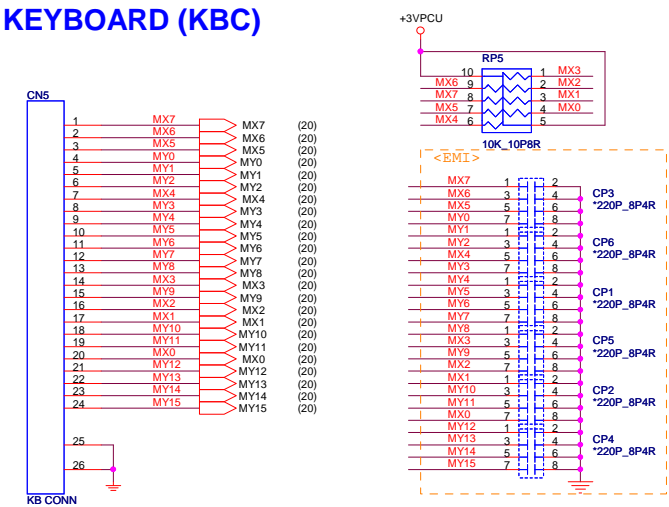 KEYBOARD (KBC)
CN5
1 MX7 MX7 (20)
2 MX6 MX6 (20)
3 MX5 MX5 (20)
4 MY0 MY0 (20)
5 MY1 MY1 (20)
6 MY2 MY2 (20)
7 MX4 MX4 (20)
8 MY3 MY3 (20)
9 MY4 MY4 (20)
10 MY5 MY5 (20)
11 MY6 MY6 (20)
12 MY7 MY7 (20)
13 MY8 MY8 (20)
14 MX3 MX3 (20)
15 MY9 MY9 (20)
16 MX2 MX2 (20)
17 MX1 MX1 (20)
18 MY10 MY10 (20)
19 MY11 MY11 (20)
20 MX0 MX0 (20)
21 MY12 MY12 (20)
22 MY13 MY13 (20)
23 MY14 MY14 (20)
24 MY15 MY15 (20)
25
26
KB CONN
+3VPCU
RP5
10 1 MX3
MX6 9 2 MX2
MX7 8 3 MX1
MX5 7 4 MX0
MX4 6 5
10K_10P8R
<EMI>
MX7 1 2
CP3
MX6 3 4
*220P_8P4R
MX5 5 6
MY0 7 8
MY1 1 2
CP6
MY2 3 4
*220P_8P4R
MX4 5 6
MY3 7 8
MY4 1 2
CP1
MY5 3 4
*220P_8P4R
MY6 5 6
MY7 7 8
MY8 1 2
CP5
MX3 3 4
*220P_8P4R
MY9 5 6
MX2 7 8
MX1 1 2
CP2
MY10 3 4
*220P_8P4R
MY11 5 6
MX0 7 8
MY12 1 2
CP4
MY13 3 4
*220P_8P4R
MY14 5 6
MY15 7 8